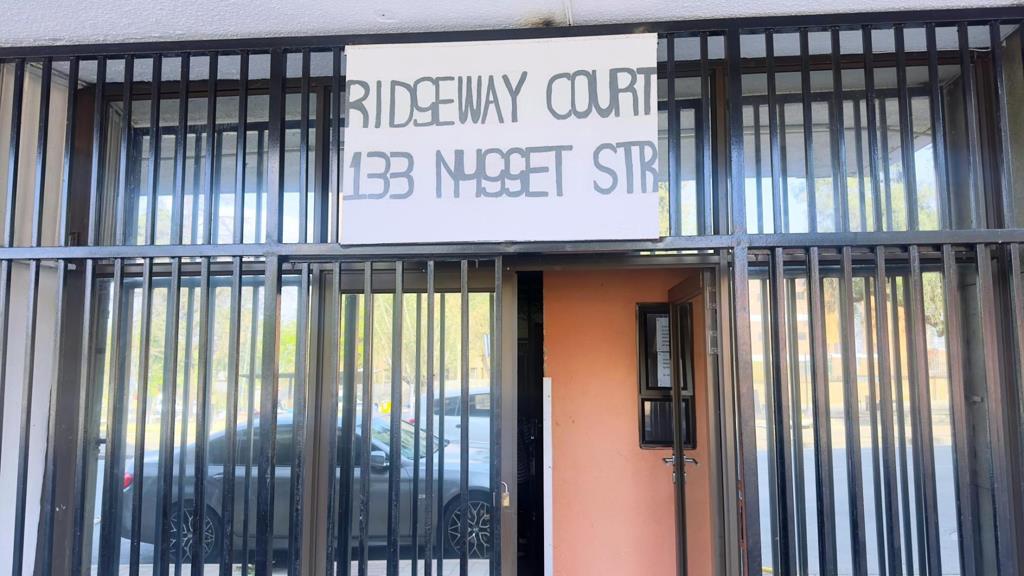 RIDGEWAY COURT
133 NUGGET STR